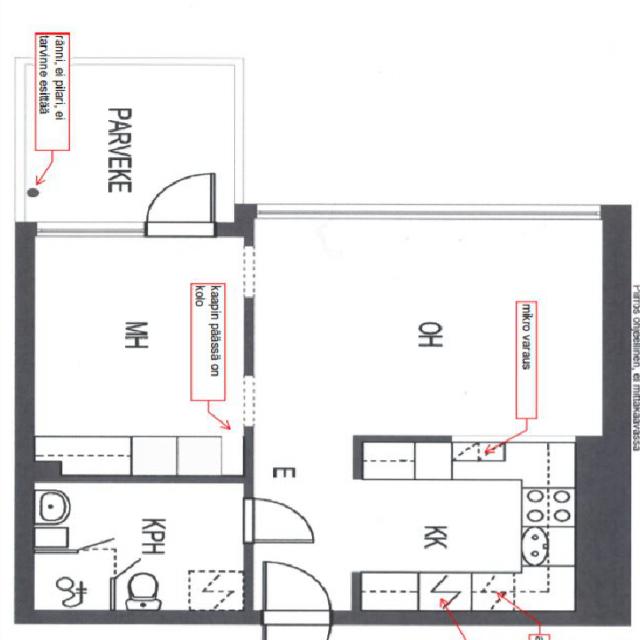 ränni, ei pilari, ei
tarvinne esittää
PARVEKE
MH
kaapin päässä on
kolo
OH
mikro varaus
Piirros ohjeellinen, ei mittakaavassa
E
KK
KPH